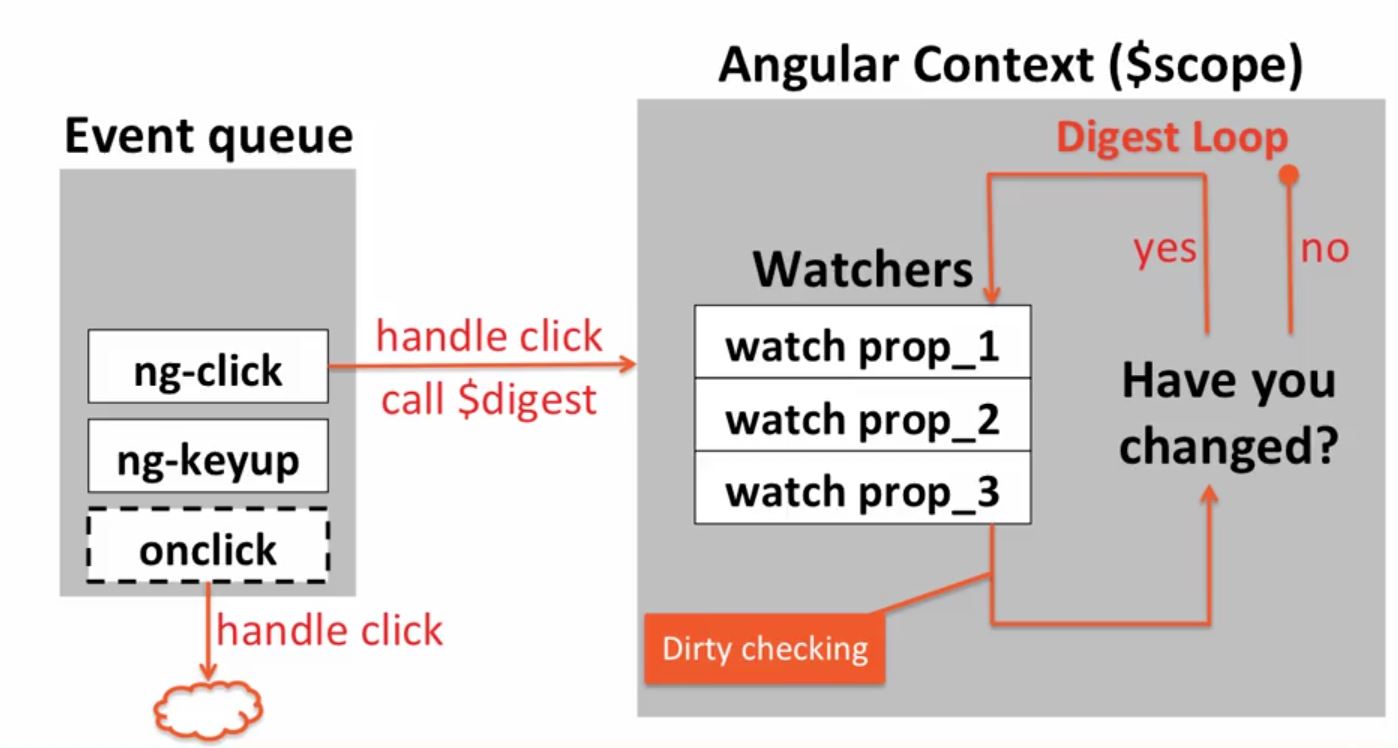 Angular Context ($scope)
Event queue
ng-click
ng-keyup
onclick
handle click
call $digest
handle click
Digest Loop
yes
no
Watchers
watch prop_1
watch prop_2
watch prop_3
Have you
changed?
Dirty checking